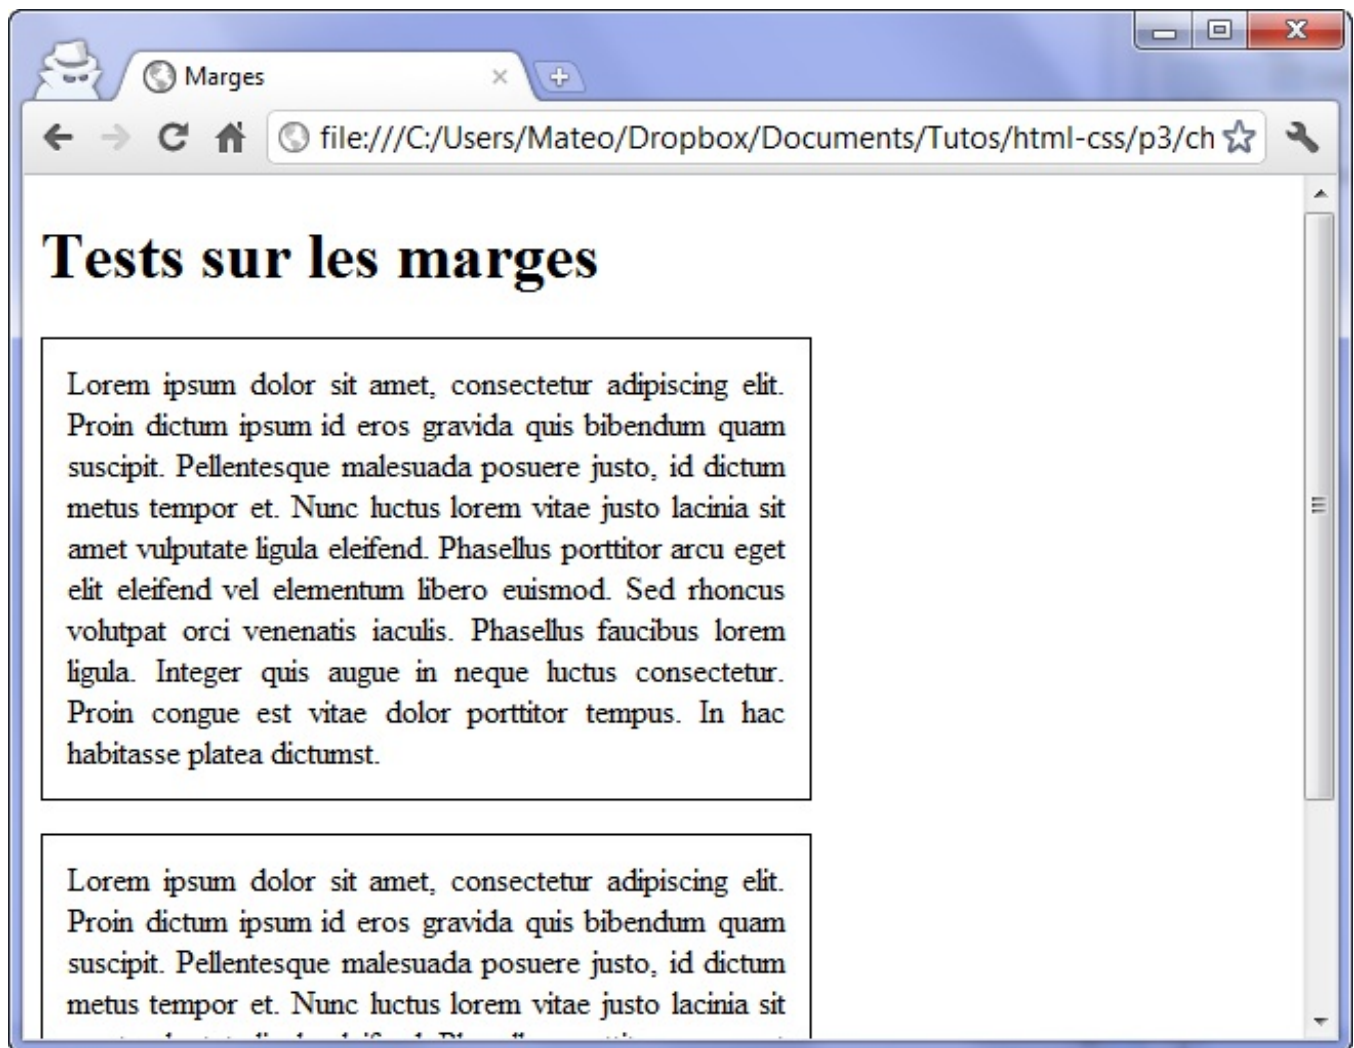 Marges
file:///C:/Users/Mateo/Dropbox/Documents/Tutos/html-css/p3/ch
Tests sur les marges
Lorem ipsum dolor sit amet, consectetur adipiscing elit.
Proin dictum ipsum id eros gravida quis bibendum quam
suscipit. Pellentesque malesuada posuere justo, id dictum
metus tempor et. Nunc luctus lorem vitae justo lacinia sit
amet vulputate ligula eleifend. Phasellus porttitor arcu eget
elit eleifend vel elementum libero euismod. Sed rhoncus
volutpat orci venenatis iaculis. Phasellus faucibus lorem
ligula. Integer quis augue in neque luctus consectetur.
Proin congue est vitae dolor porttitor tempus. In hac
habitasse platea dictumst.
Lorem ipsum dolor sit amet, consectetur adipiscing elit.
Proin dictum ipsum id eros gravida quis bibendum quam
suscipit. Pellentesque malesuada posuere justo, id dictum
metus tempor et. Nunc luctus lorem vitae justo lacinia sit